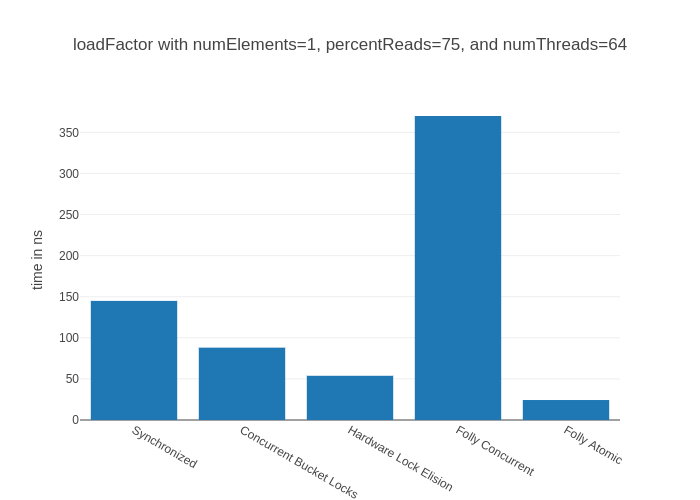 loadFactor with numElements=1, percentReads=75, and numThreads=64
time in ns
350
300
250
200
150
100
50
0
Synchronized
Concurrent Bucket Locks
Hardware Lock Elision
Folly Concurrent
Folly Atomic